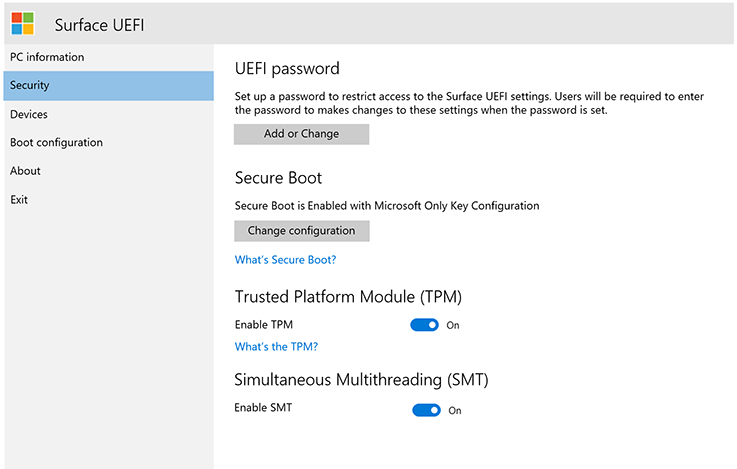 Surface UEFI
PC information
Security
Devices
Boot configuration
About
Exit
UEFI password
Set up a password to restrict access to the Surface UEFI settings. Users will be required to enter
the password to makes changes to these settings when the password is set.
Add or Change
Secure Boot
Secure Boot is Enabled with Microsoft Only Key Configuration
Change configuration
What's Secure Boot?
Trusted Platform Module (TPM)
Enable TPM On
What's the TPM?
Simultaneous Multithreading (SMT)
Enable SMT On